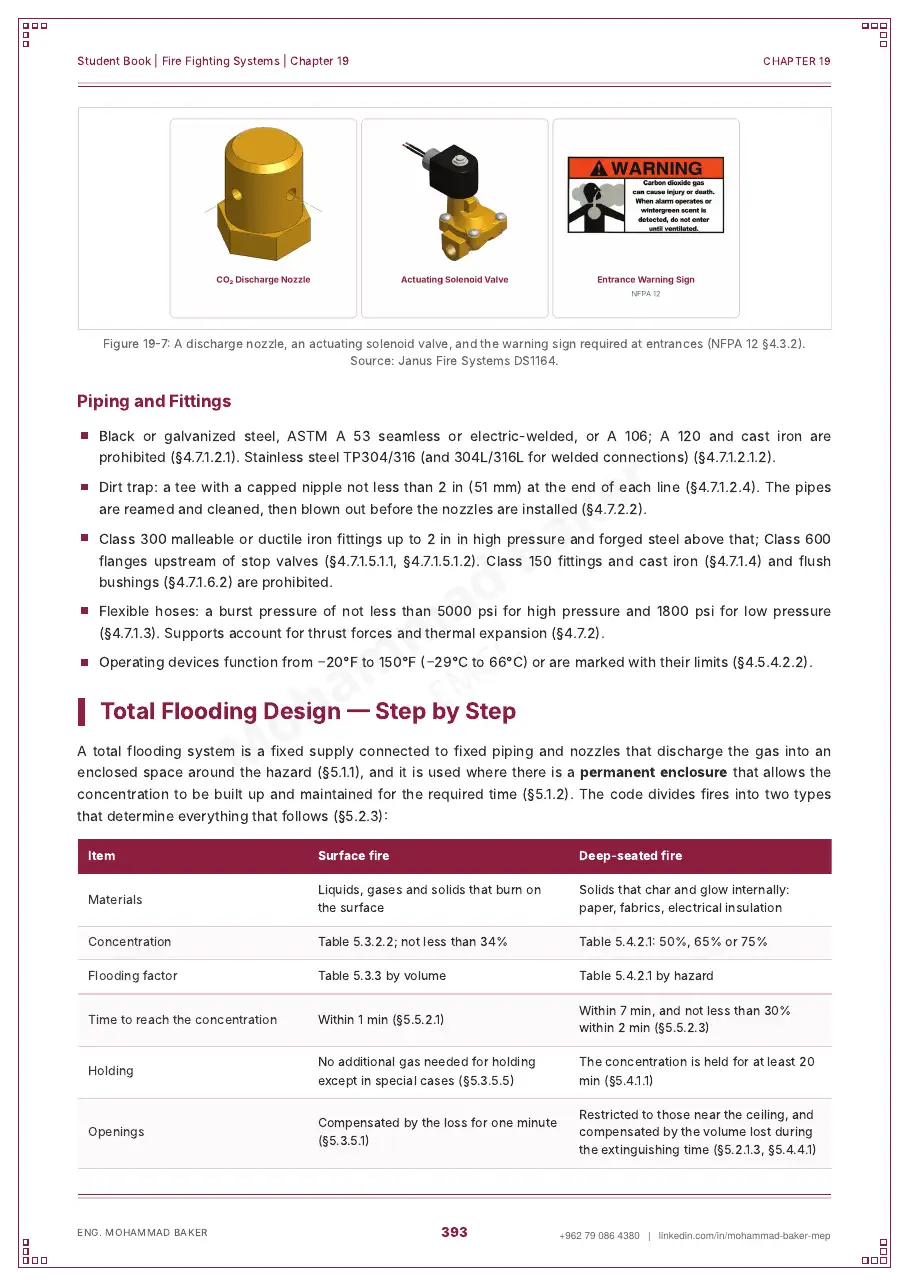 Student Book | Fire Fighting Systems | Chapter 19
CHAPTER 19
WARNING
Carbon dioxide gas
can cause injury or death.
When alarm operates or
wintergreen scent is
detected, do not enter
until ventilated.
CO₂ Discharge Nozzle
Actuating Solenoid Valve
Entrance Warning Sign
NFPA 12
Figure 19-7: A discharge nozzle, an actuating solenoid valve, and the warning sign required at entrances (NFPA 12 §4.3.2).
Source: Janus Fire Systems DS1164.
Piping and Fittings
Black or galvanized steel, ASTM A 53 seamless or electric-welded, or A 106; A 120 and cast iron are
prohibited (§4.7.1.2.1). Stainless steel TP304/316 (and 304L/316L for welded connections) (§4.7.1.2.1.2).
Dirt trap: a tee with a capped nipple not less than 2 in (51 mm) at the end of each line (§4.7.1.2.4). The pipes
are reamed and cleaned, then blown out before the nozzles are installed (§4.7.2.2).
Class 300 malleable or ductile iron fittings up to 2 in in high pressure and forged steel above that; Class 600
flanges upstream of stop valves (§4.7.1.5.1.1, §4.7.1.5.1.2). Class 150 fittings and cast iron (§4.7.1.4) and flush
bushings (§4.7.1.6.2) are prohibited.
Flexible hoses: a burst pressure of not less than 5000 psi for high pressure and 1800 psi for low pressure
(§4.7.1.3). Supports account for thrust forces and thermal expansion (§4.7.2).
Operating devices function from −20°F to 150°F (−29°C to 66°C) or are marked with their limits (§4.5.4.2.2).
Total Flooding Design — Step by Step
A total flooding system is a fixed supply connected to fixed piping and nozzles that discharge the gas into an
enclosed space around the hazard (§5.1.1), and it is used where there is a permanent enclosure that allows the
concentration to be built up and maintained for the required time (§5.1.2). The code divides fires into two types
that determine everything that follows (§5.2.3):
Item
Surface fire
Deep-seated fire
Materials
Liquids, gases and solids that burn on
the surface
Solids that char and glow internally:
paper, fabrics, electrical insulation
Concentration
Table 5.3.2.2; not less than 34%
Table 5.4.2.1: 50%, 65% or 75%
Flooding factor
Table 5.3.3 by volume
Table 5.4.2.1 by hazard
Time to reach the concentration
Within 1 min (§5.5.2.1)
Within 7 min, and not less than 30%
within 2 min (§5.5.2.3)
Holding
No additional gas needed for holding
except in special cases (§5.3.5.5)
The concentration is held for at least 20
min (§5.4.1.1)
Openings
Compensated by the loss for one minute
(§5.3.5.1)
Restricted to those near the ceiling, and
compensated by the volume lost during
the extinguishing time (§5.2.1.3, §5.4.4.1)
Mohammad Baker
ENG. MOHAMMAD BAKER
393
+962 79 086 4380 | linkedin.com/in/mohammad-baker-mep